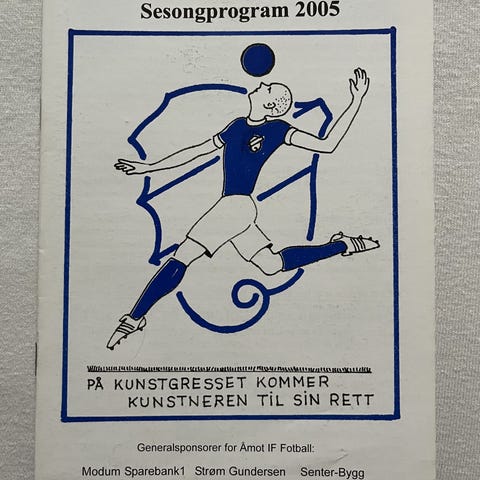 Sesongprogram 2005
PÅ KUNSTGRESSET KOMMER
KUNSTNEREN TIL SIN RETT
Generalsponsorer for Åmot IF Fotball:
Modum Sparebank1 Strøm Gundersen Senter-Bygg